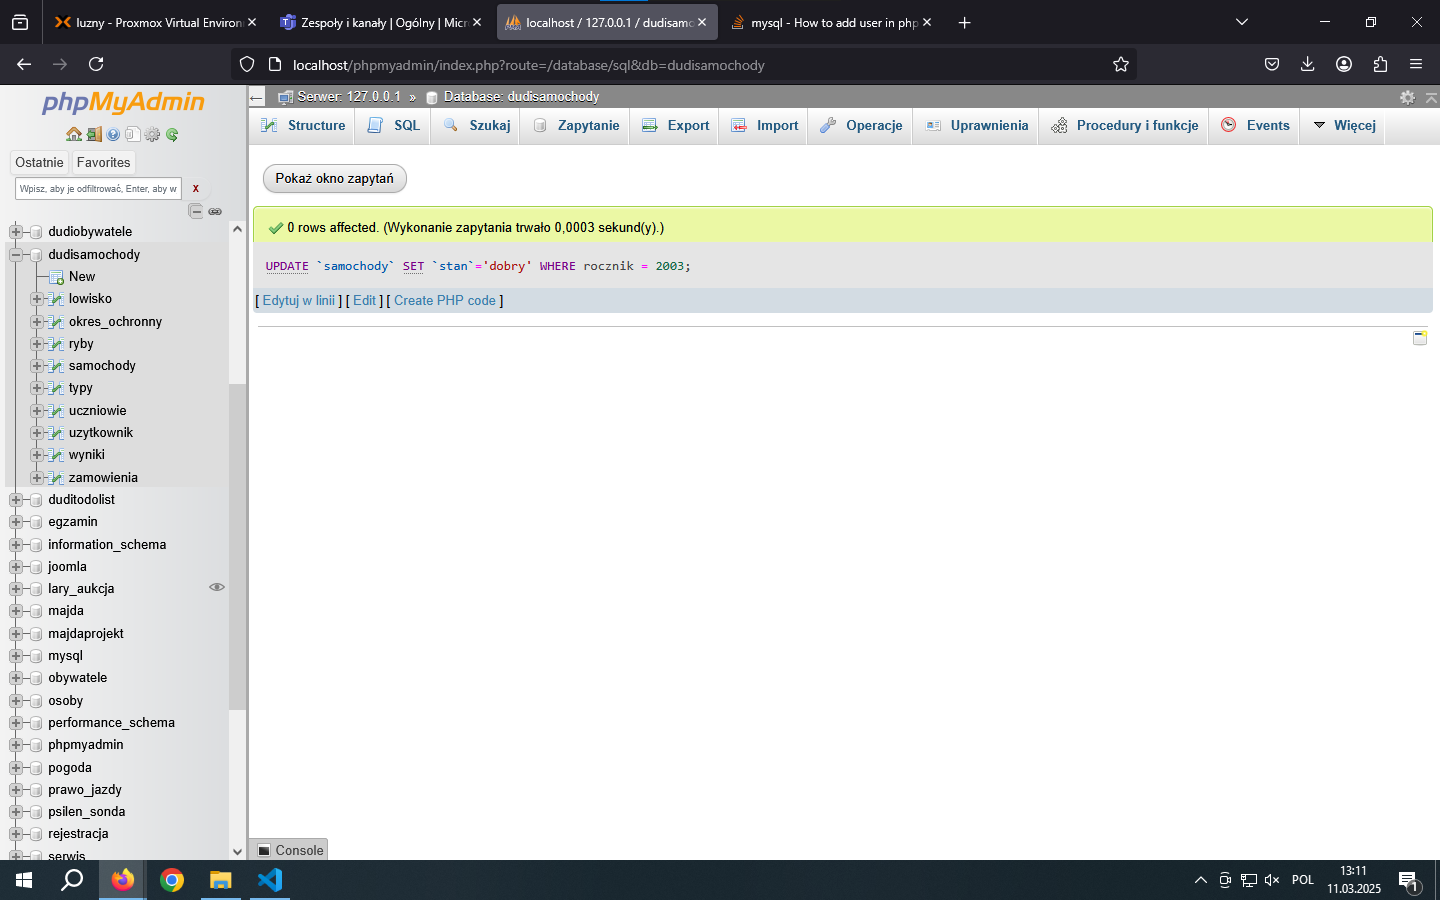 luzny - Proxmox Virtual Environ
Zespoły i kanały | Ogólny | Micr
localhost / 127.0.0.1 / dudisamo
mysql - How to add user in php
localhost/phpmyadmin/index.php?route=/database/sql&db=dudisamochody
phpMyAdmin
Ostatnie Favorites
Wpisz, aby je odfiltrować, Enter, aby w X
dudiobywatele
dudisamochody
New
lowisko
okres_ochronny
ryby
samochody
typy
uczniowie
uzytkownik
wyniki
zamowienia
duditodolist
egzamin
information_schema
joomla
lary_aukcja
majda
majdaprojekt
mysql
obywatele
osoby
performance_schema
phpmyadmin
pogoda
prawo_jazdy
psilen_sonda
rejestracja
serwis
Serwer: 127.0.0.1 » Database: dudisamochody
Structure SQL Szukaj Zapytanie Export Import Operacje Uprawnienia Procedury i funkcje Events Więcej
Pokaż okno zapytań
0 rows affected. (Wykonanie zapytania trwało 0,0003 sekund(y).)
UPDATE `samochody` SET `stan`='dobry' WHERE rocznik = 2003;
[ Edytuj w linii ] [ Edit ] [ Create PHP code ]
Console
POL
13:11
11.03.2025
1